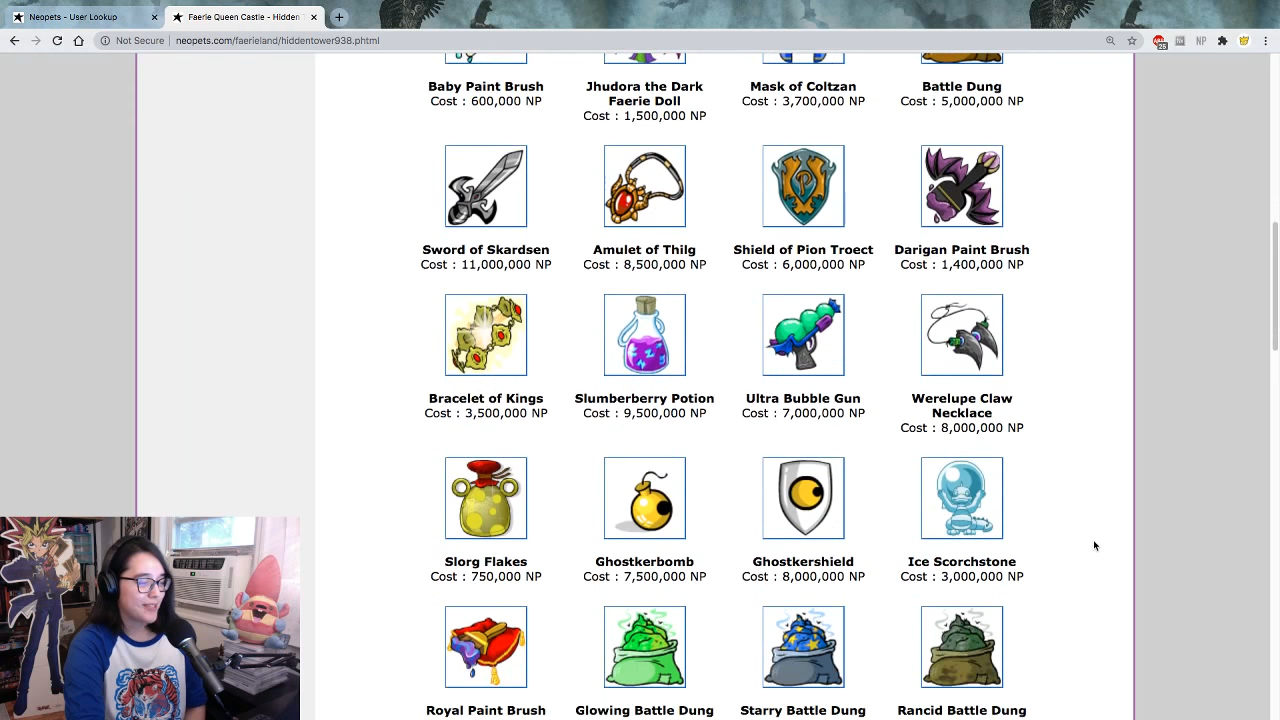 Neopets - User Lookup
Faerie Queen Castle - Hidden T
Not Secure
neopets.com/faerieland/hiddentower938.phtml
NP
Baby Paint Brush
Cost : 600,000 NP
Jhudora the Dark
Faerie Doll
Cost : 1,500,000 NP
Mask of Coltzan
Cost : 3,700,000 NP
Battle Dung
Cost : 5,000,000 NP
Sword of Skardsen
Cost : 11,000,000 NP
Amulet of Thilg
Cost : 8,500,000 NP
Shield of Pion Troect
Cost : 6,000,000 NP
Darigan Paint Brush
Cost : 1,400,000 NP
Bracelet of Kings
Cost : 3,500,000 NP
Slumberberry Potion
Cost : 9,500,000 NP
Ultra Bubble Gun
Cost : 7,000,000 NP
Werelupe Claw
Necklace
Cost : 8,000,000 NP
Slorg Flakes
Cost : 750,000 NP
Ghostkerbomb
Cost : 7,500,000 NP
Ghostkershield
Cost : 8,000,000 NP
Ice Scorchstone
Cost : 3,000,000 NP
Royal Paint Brush
Glowing Battle Dung
Starry Battle Dung
Rancid Battle Dung